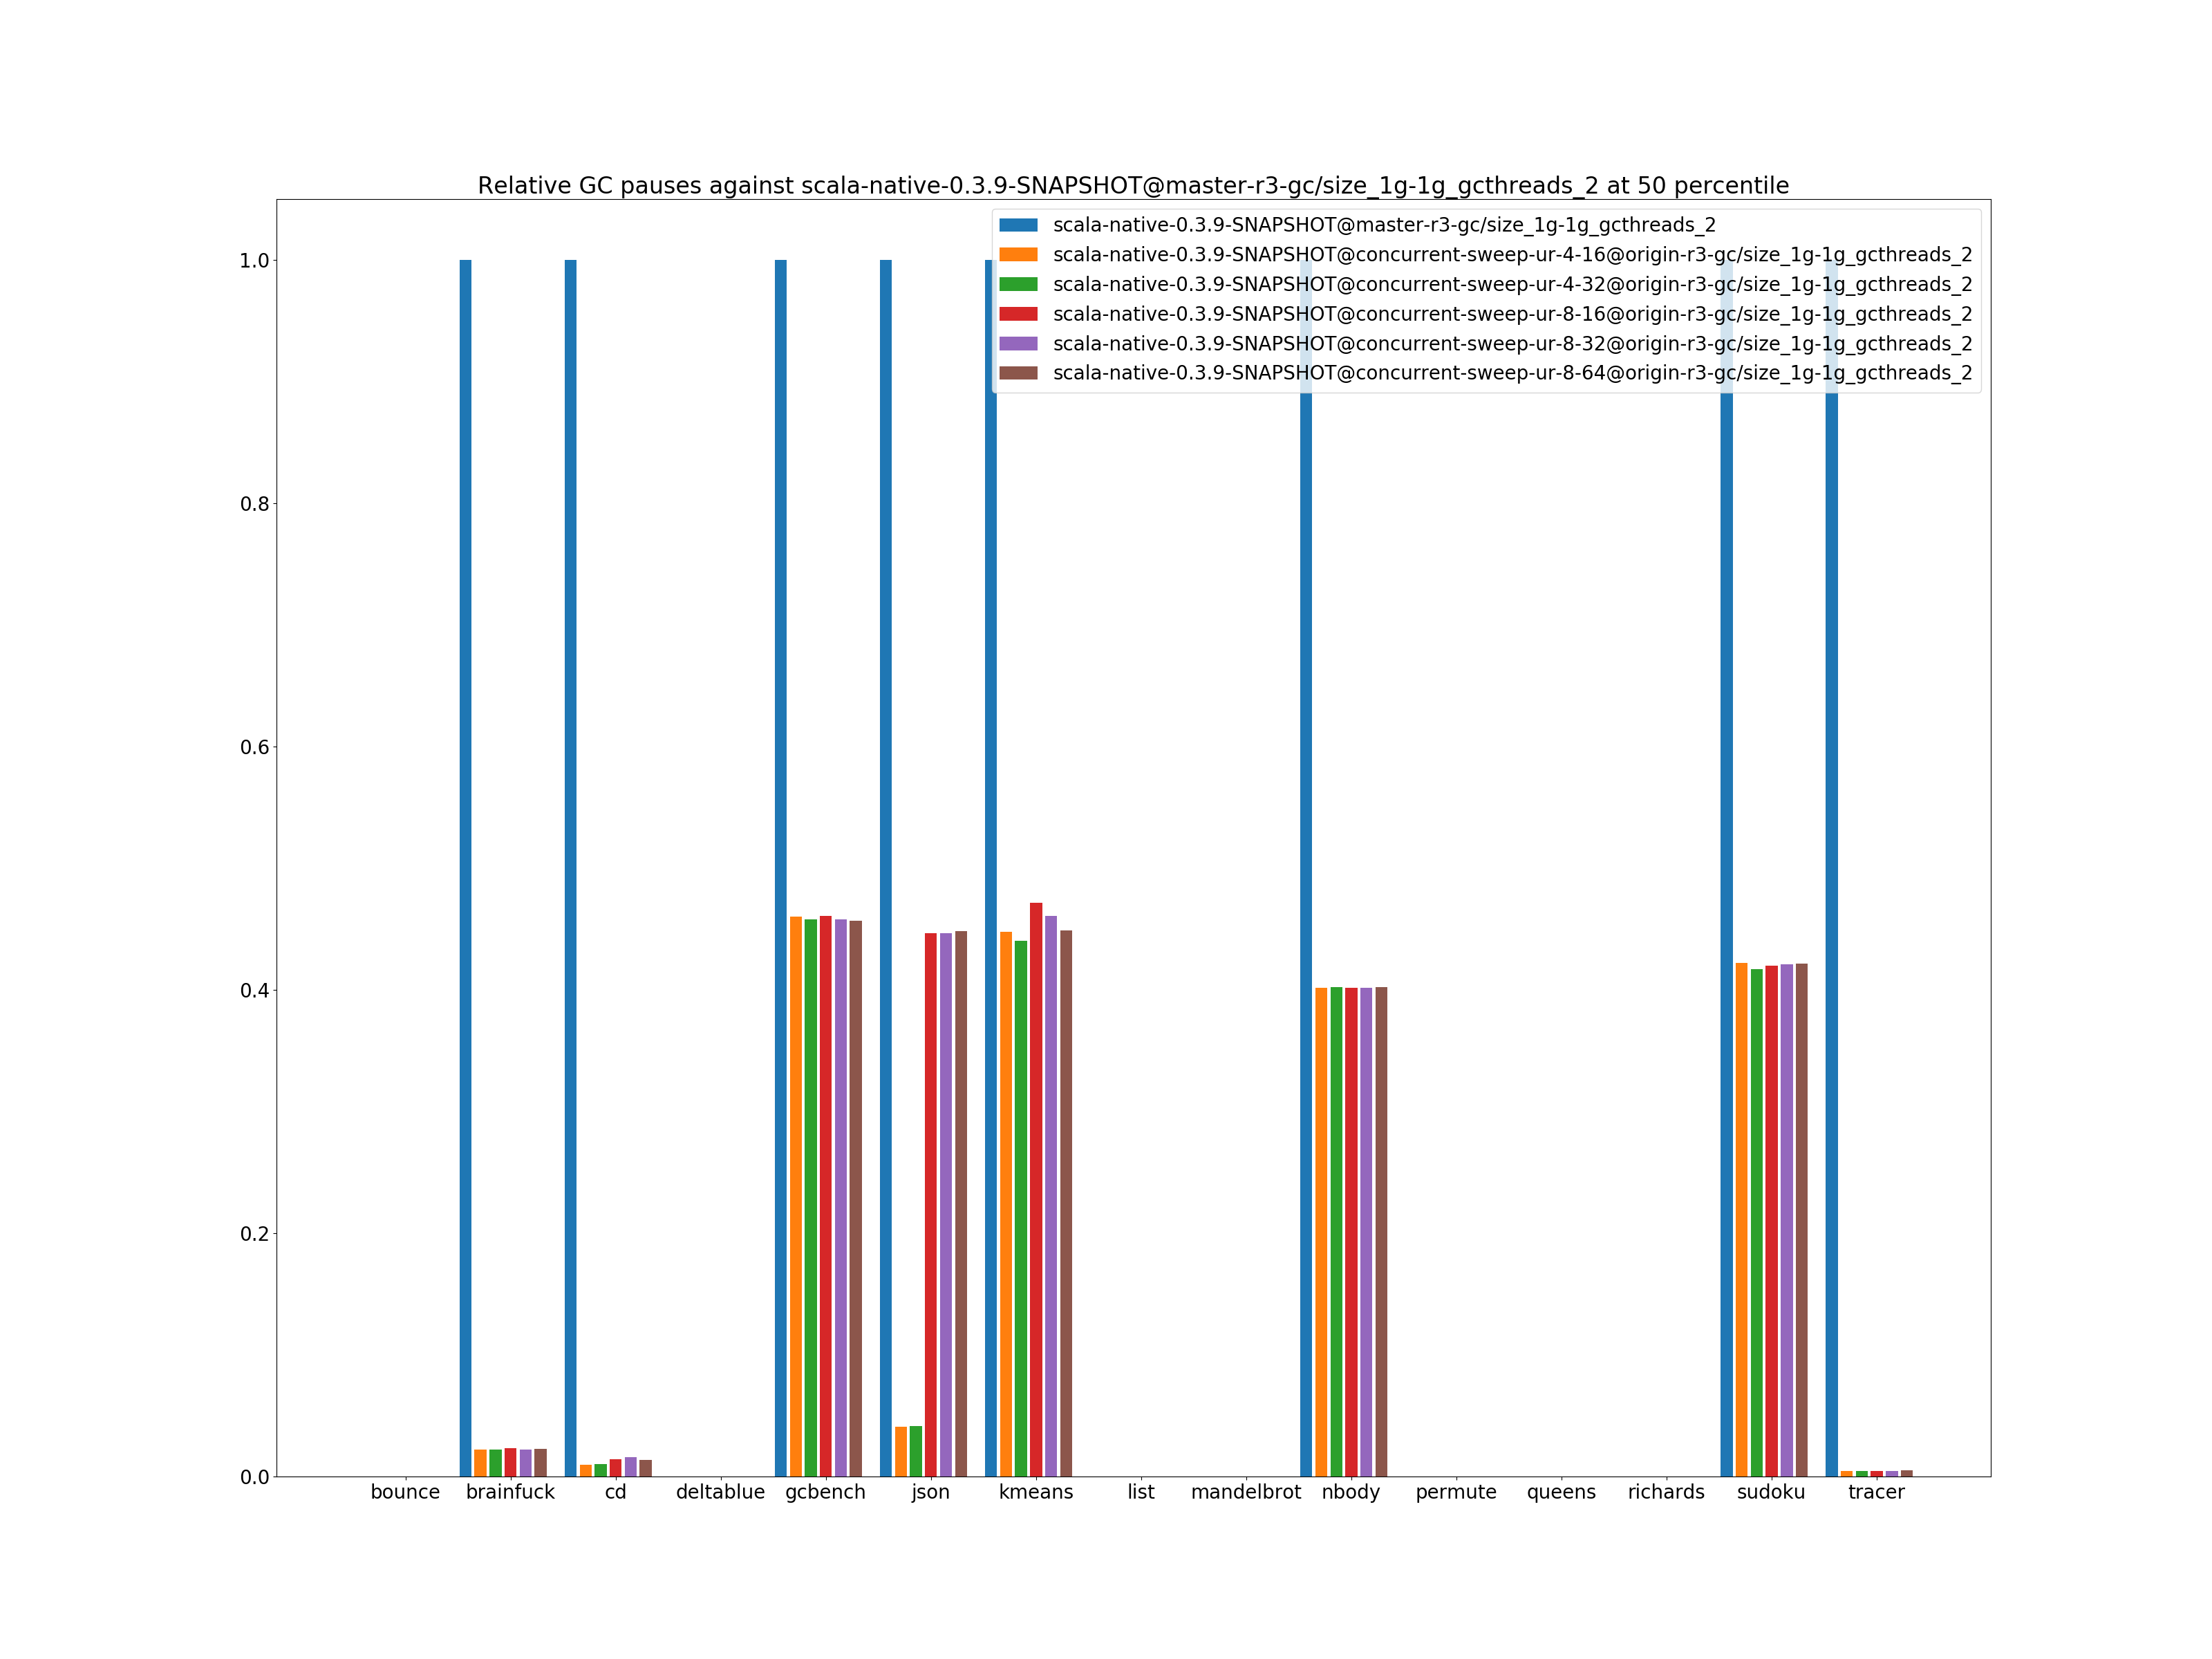 Relative GC pauses against scala-native-0.3.9-SNAPSHOT@master-r3-gc/size_1g-1g_gcthreads_2 at 50 percentile
scala-native-0.3.9-SNAPSHOT@master-r3-gc/size_1g-1g_gcthreads_2
scala-native-0.3.9-SNAPSHOT@concurrent-sweep-ur-4-16@origin-r3-gc/size_1g-1g_gcthreads_2
scala-native-0.3.9-SNAPSHOT@concurrent-sweep-ur-4-32@origin-r3-gc/size_1g-1g_gcthreads_2
scala-native-0.3.9-SNAPSHOT@concurrent-sweep-ur-8-16@origin-r3-gc/size_1g-1g_gcthreads_2
scala-native-0.3.9-SNAPSHOT@concurrent-sweep-ur-8-32@origin-r3-gc/size_1g-1g_gcthreads_2
scala-native-0.3.9-SNAPSHOT@concurrent-sweep-ur-8-64@origin-r3-gc/size_1g-1g_gcthreads_2
1.0
0.8
0.6
0.4
0.2
0.0
bounce brainfuck cd deltablue gcbench json kmeans list mandelbrot nbody permute queens richards sudoku tracer